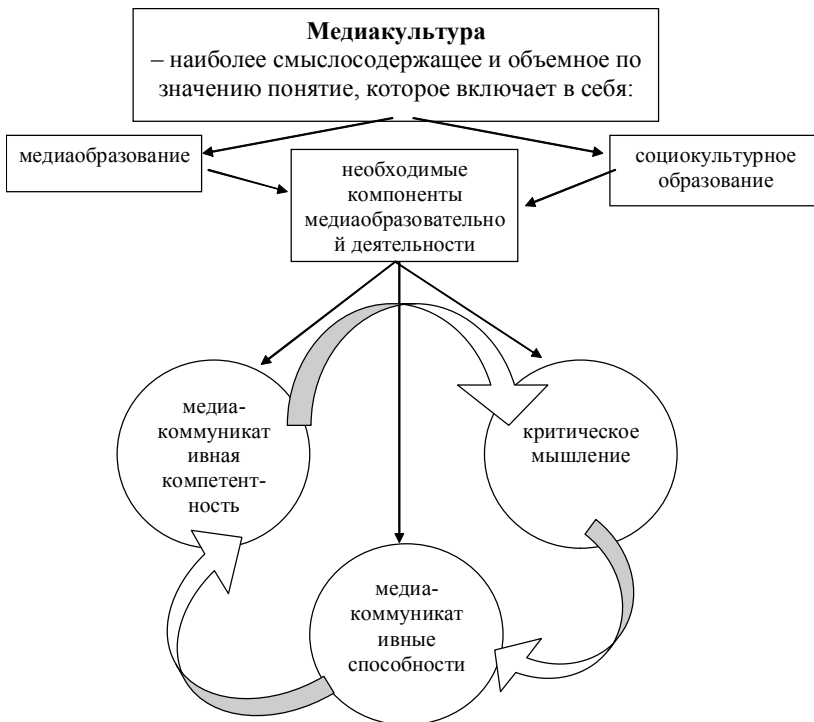 Медиакультура
– наиболее смыслосодержащее и объемное по
значению понятие, которое включает в себя:
медиаобразование
необходимые
компоненты
медиаобразовательно
й деятельности
социокультурное
образование
медиа-
коммуникат
ивная
компетент-
ность
критическое
мышление
медиа-
коммуникат
ивные
способности